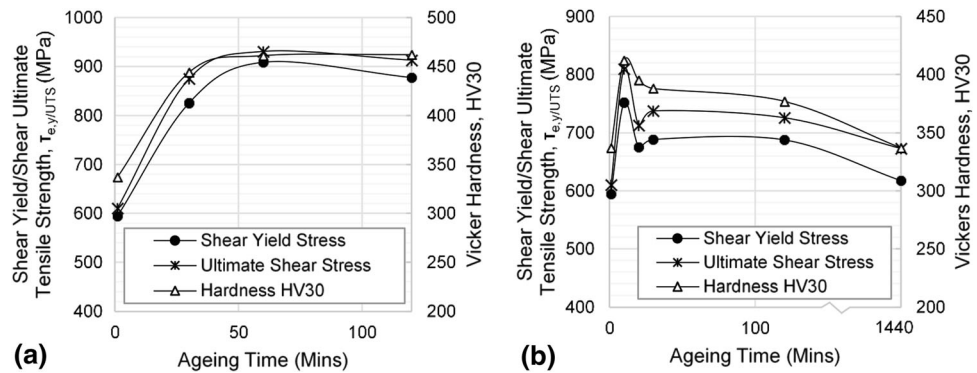 1000
900
800
700
600
500
400
500
450
400
350
300
250
200
Shear Yield/Shear Ultimate
Tensile Strength, τe,y/UTS (MPa)
Vicker Hardness, HV30
Shear Yield Stress
Ultimate Shear Stress
Hardness HV30
0 50 100
Ageing Time (Mins)
(a)
900
800
700
600
500
400
450
400
350
300
250
200
Shear Yield/Shear Ultimate
Tensile Strength, τe,y/UTS (MPa)
Vickers Hardness, HV30
Shear Yield Stress
Ultimate Shear Stress
Hardness HV30
0 100 1440
Ageing Time (Mins)
(b)